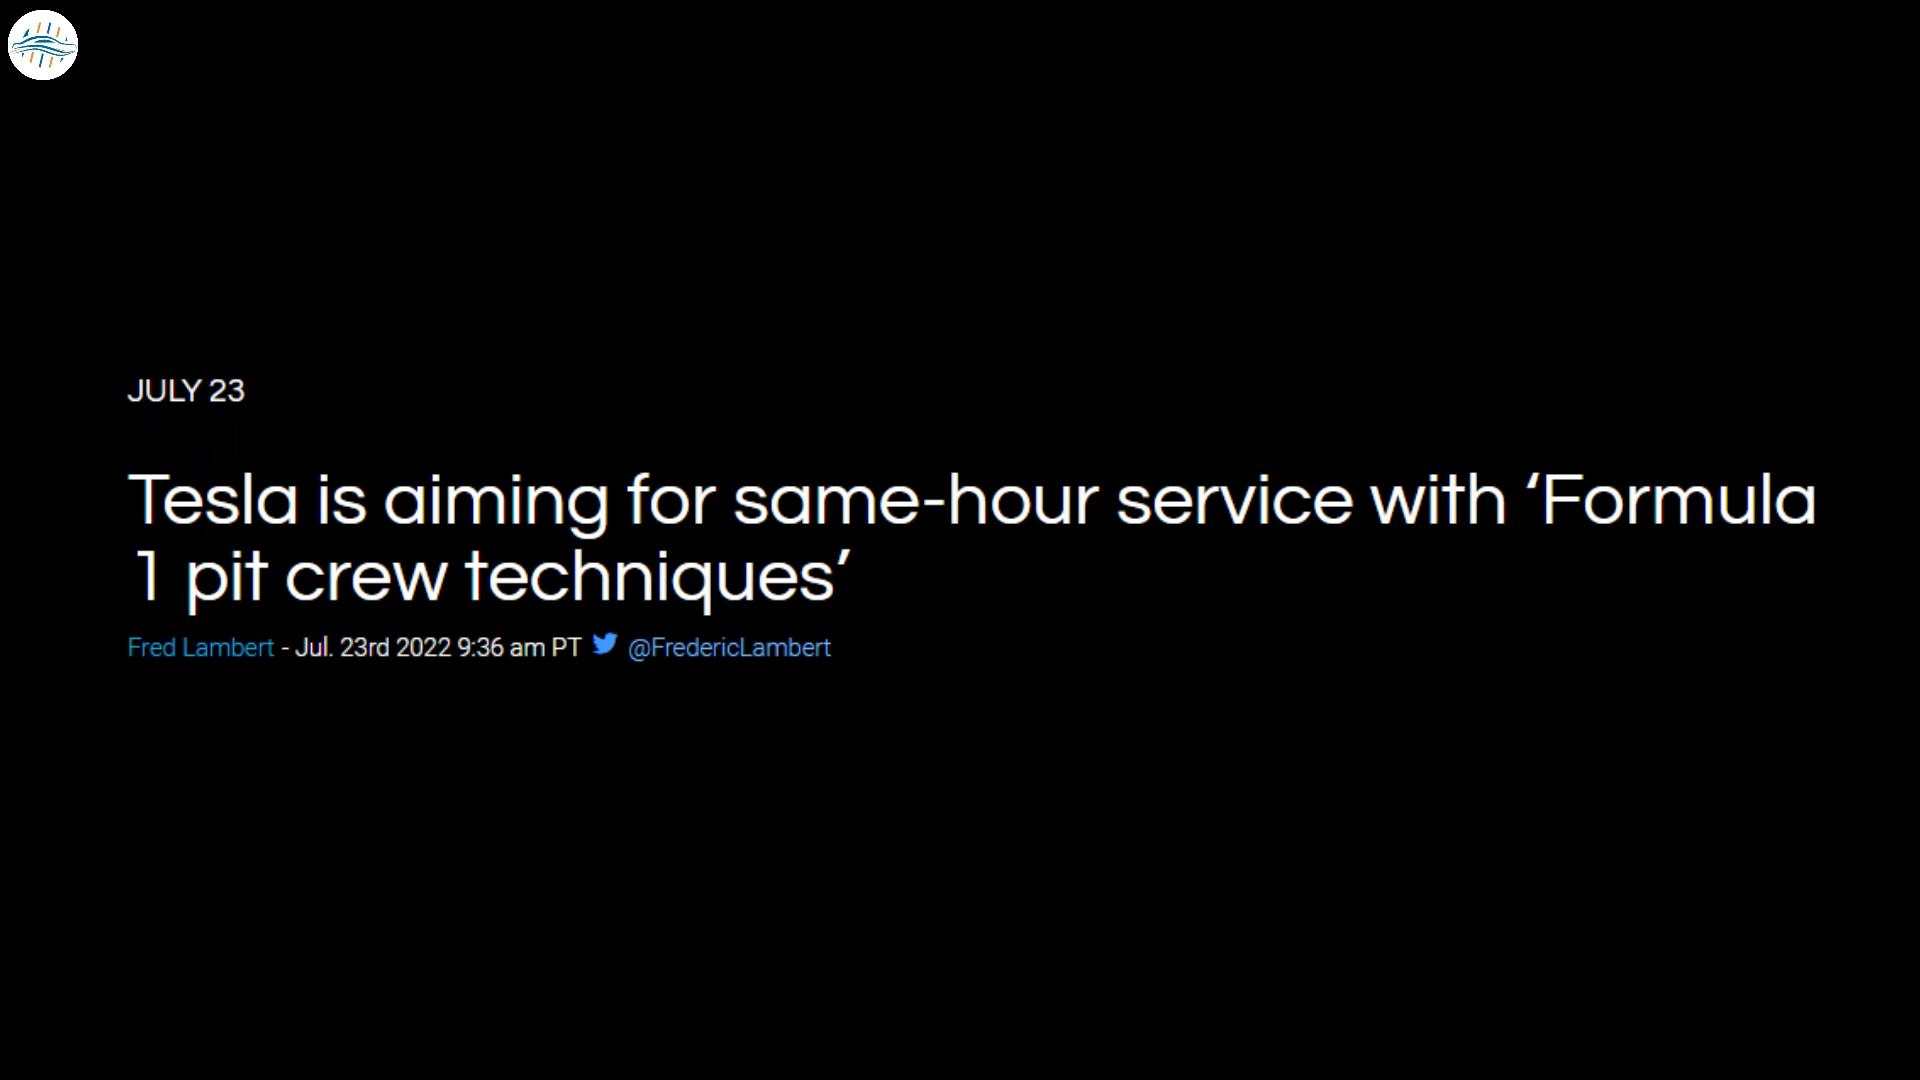 JULY 23
Tesla is aiming for same-hour service with ‘Formula
1 pit crew techniques’
Fred Lambert - Jul. 23rd 2022 9:36 am PT @FredericLambert